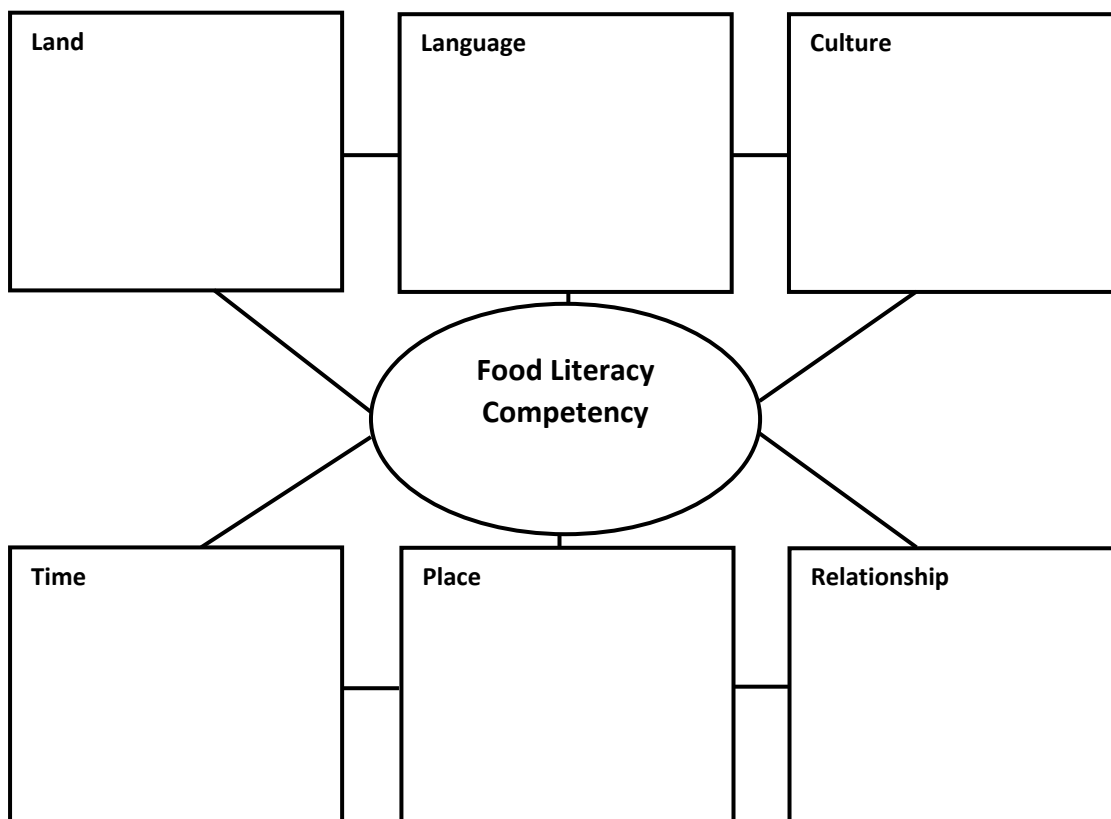 Land
Language
Culture
Food Literacy
Competency
Time
Place
Relationship